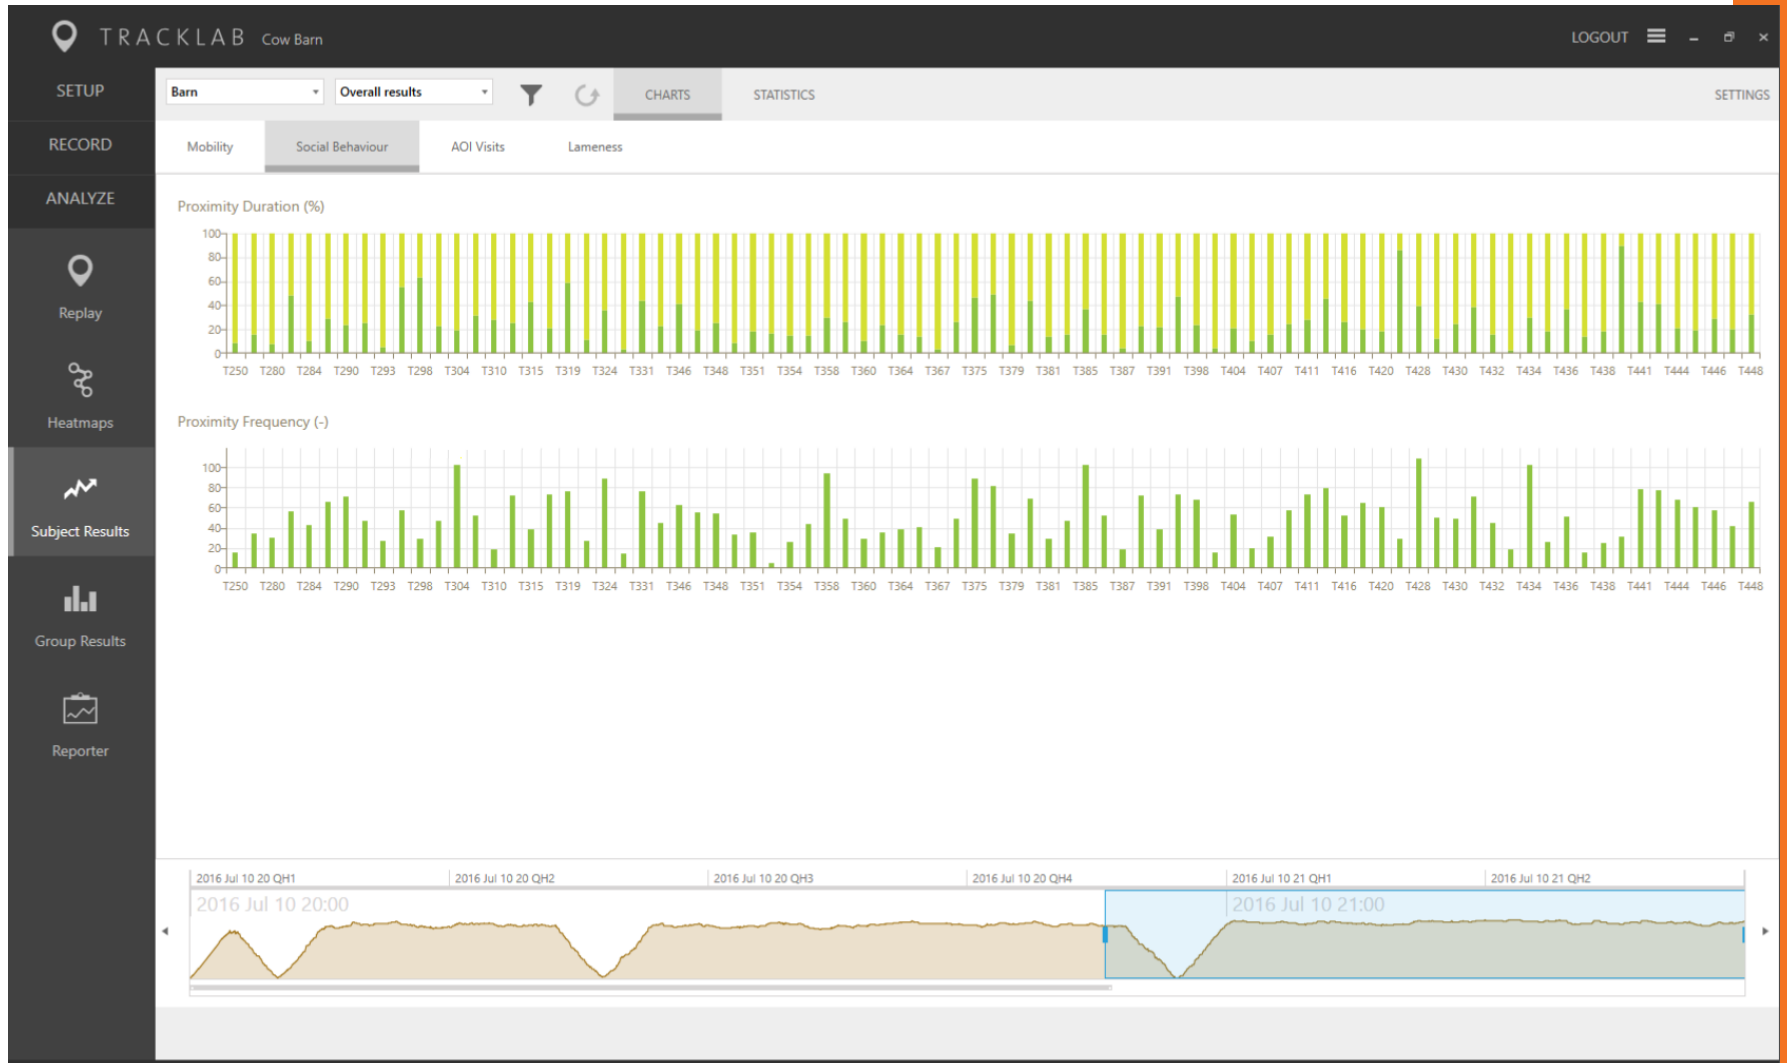 TRACKLAB Cow Barn
LOGOUT
SETUP
RECORD
ANALYZE
Replay
Heatmaps
Subject Results
Group Results
Reporter
Barn
Overall results
CHARTS
STATISTICS
SETTINGS
Mobility
Social Behaviour
AOI Visits
Lameness
Proximity Duration (%)
100
80
60
40
20
0
T250 T280 T284 T290 T293 T298 T304 T310 T315 T319 T324 T331 T346 T348 T351 T354 T358 T360 T364 T367 T375 T379 T381 T385 T387 T391 T398 T404 T407 T411 T416 T420 T428 T430 T432 T434 T436 T438 T441 T444 T446 T448
Proximity Frequency (-)
100
80
60
40
20
0
T250 T280 T284 T290 T293 T298 T304 T310 T315 T319 T324 T331 T346 T348 T351 T354 T358 T360 T364 T367 T375 T379 T381 T385 T387 T391 T398 T404 T407 T411 T416 T420 T428 T430 T432 T434 T436 T438 T441 T444 T446 T448
2016 Jul 10 20 QH1
2016 Jul 10 20 QH2
2016 Jul 10 20 QH3
2016 Jul 10 20 QH4
2016 Jul 10 21 QH1
2016 Jul 10 21 QH2
2016 Jul 10 20:00
2016 Jul 10 21:00